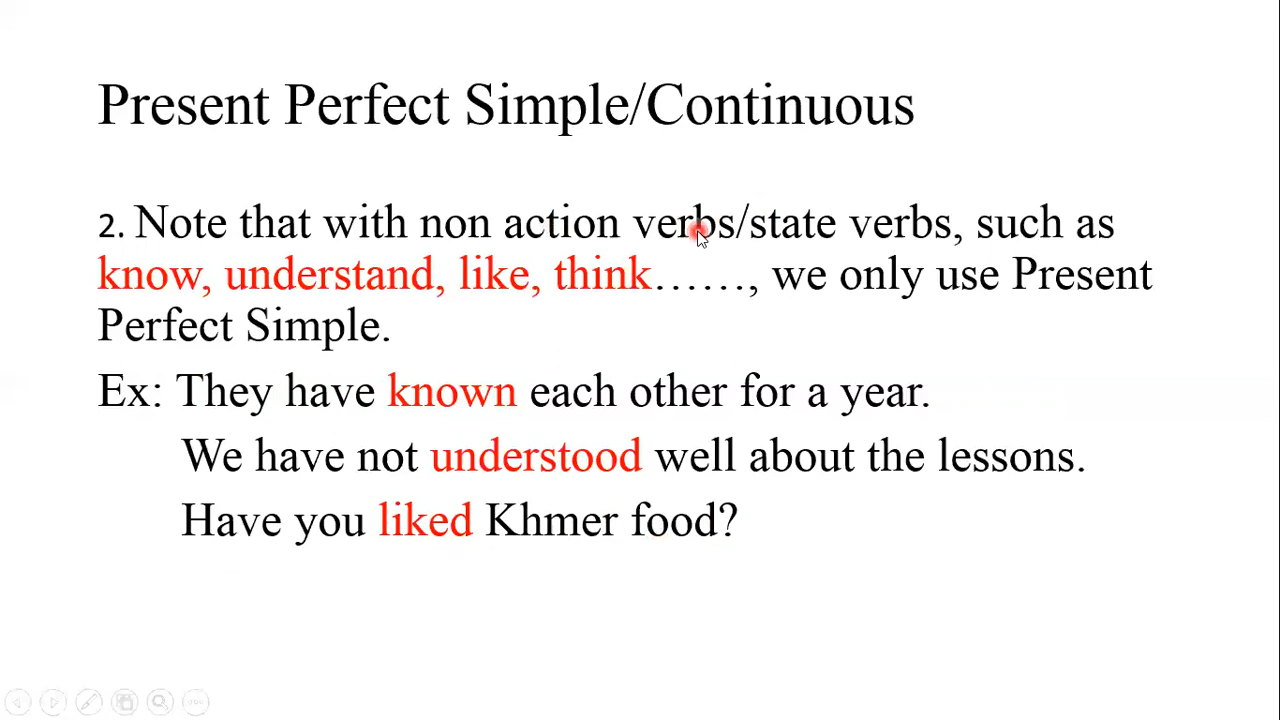 Present Perfect Simple/Continuous
2. Note that with non action verbs/state verbs, such as
know, understand, like, think……, we only use Present
Perfect Simple.
Ex: They have known each other for a year.
We have not understood well about the lessons.
Have you liked Khmer food?